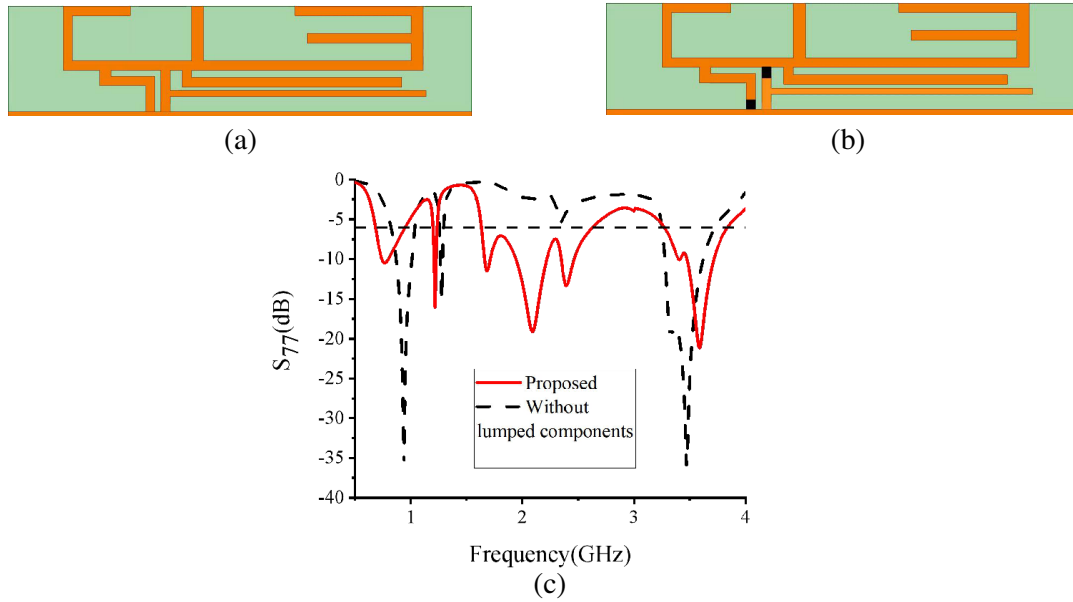 (a)
(b)
0
-5
-10
-15
-20
-25
-30
-35
-40
S77(dB)
Proposed
Without
lumped components
1
2
3
4
Frequency(GHz)
(c)